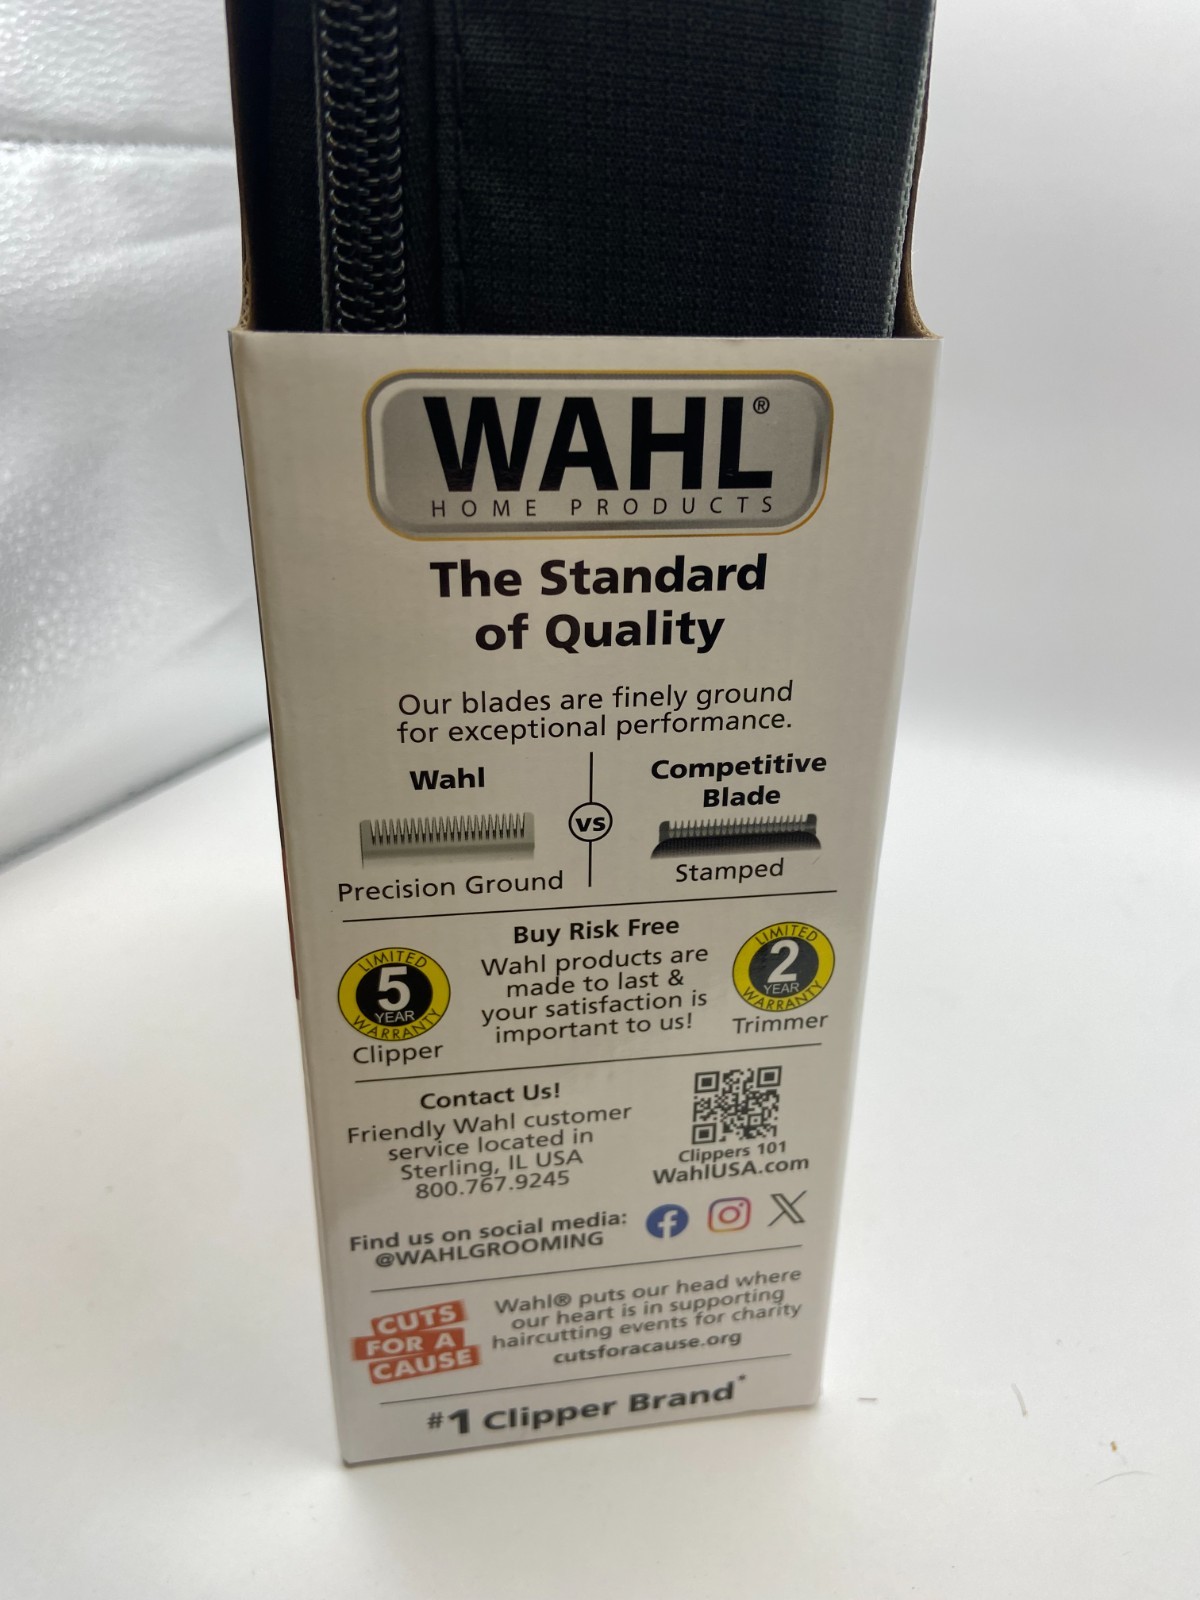 WAHL®
HOME PRODUCTS
The Standard
of Quality
Our blades are finely ground
for exceptional performance.
Wahl
vs
Competitive
Blade
Precision Ground
Stamped
LIMITED
5
YEAR
WARRANTY
Clipper
Buy Risk Free
Wahl products are
made to last &
your satisfaction is
important to us!
LIMITED
2
YEAR
WARRANTY
Trimmer
Contact Us!
Friendly Wahl customer
service located in
Sterling, IL USA
800.767.9245
Clippers 101
WahlUSA.com
Find us on social media:
@WAHLGROOMING
CUTS
FOR A
CAUSE
Wahl® puts our head where
our heart is in supporting
haircutting events for charity
cutsforacause.org
#1 Clipper Brand*